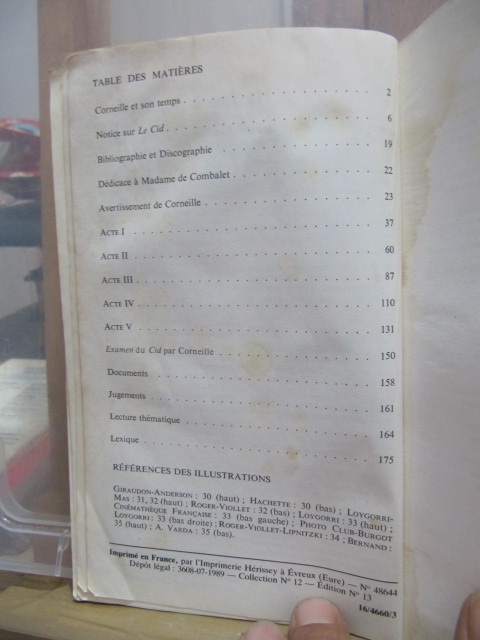 TABLE DES MATIÈRES
Corneille et son temps . . . . . . . . . . . . . . . . . 2
Notice sur Le Cid . . . . . . . . . . . . . . . . . . . 6
Bibliographie et Discographie . . . . . . . . . . . . . 19
Dédicace à Madame de Combalet . . . . . . . . . . . . . 22
Avertissement de Corneille . . . . . . . . . . . . . . . 23
ACTE I . . . . . . . . . . . . . . . . . . . . . . . 37
ACTE II . . . . . . . . . . . . . . . . . . . . . . . 60
ACTE III . . . . . . . . . . . . . . . . . . . . . . 87
ACTE IV . . . . . . . . . . . . . . . . . . . . . . . 110
ACTE V . . . . . . . . . . . . . . . . . . . . . . . 131
Examen du Cid par Corneille . . . . . . . . . . . . . . 150
Documents . . . . . . . . . . . . . . . . . . . . . . 158
Jugements . . . . . . . . . . . . . . . . . . . . . . 161
Lecture thématique . . . . . . . . . . . . . . . . . . 164
Lexique . . . . . . . . . . . . . . . . . . . . . . . 175
RÉFÉRENCES DES ILLUSTRATIONS
GIRAUDON-ANDERSON : 30 (haut) ; HACHETTE : 30 (bas) ; LOYGORRI-
MAS : 31, 32 (haut) ; ROGER-VIOLLET : 32 (bas) ; LOYGORRI : 33 (haut) ;
CINÉMATHÈQUE FRANÇAISE : 33 (bas gauche) ; PHOTO CLUB-BURGOT
LOYGORRI : 33 (bas droite) ; ROGER-VIOLLET-LIPNITZKI : 34 ; BERNAND :
35 (haut) ; A. VARDA : 35 (bas).
Imprimé en France, par l'Imprimerie Hérissey à Évreux (Eure) — N° 48644
Dépôt légal : 3608-07-1989 — Collection N° 12 — Édition N° 13
16/4660/3